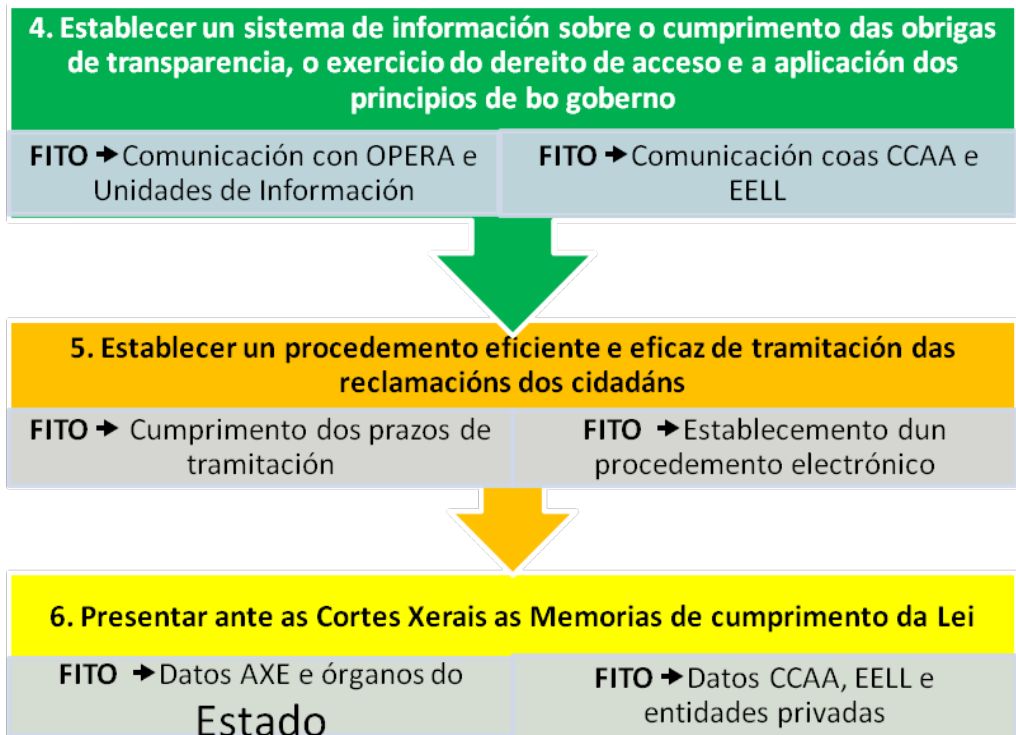 4. Establecer un sistema de información sobre o cumprimento das obrigas
de transparencia, o exercicio do dereito de acceso e a aplicación dos
principios de bo goberno
FITO → Comunicación con OPERA e
Unidades de Información
FITO → Comunicación coas CCAA e
EELL
5. Establecer un procedemento eficiente e eficaz de tramitación das
reclamacións dos cidadáns
FITO → Cumprimento dos prazos de
tramitación
FITO → Establecemento dun
procedemento electrónico
6. Presentar ante as Cortes Xerais as Memorias de cumprimento da Lei
FITO → Datos AXE e órganos do
Estado
FITO → Datos CCAA, EELL e
entidades privadas